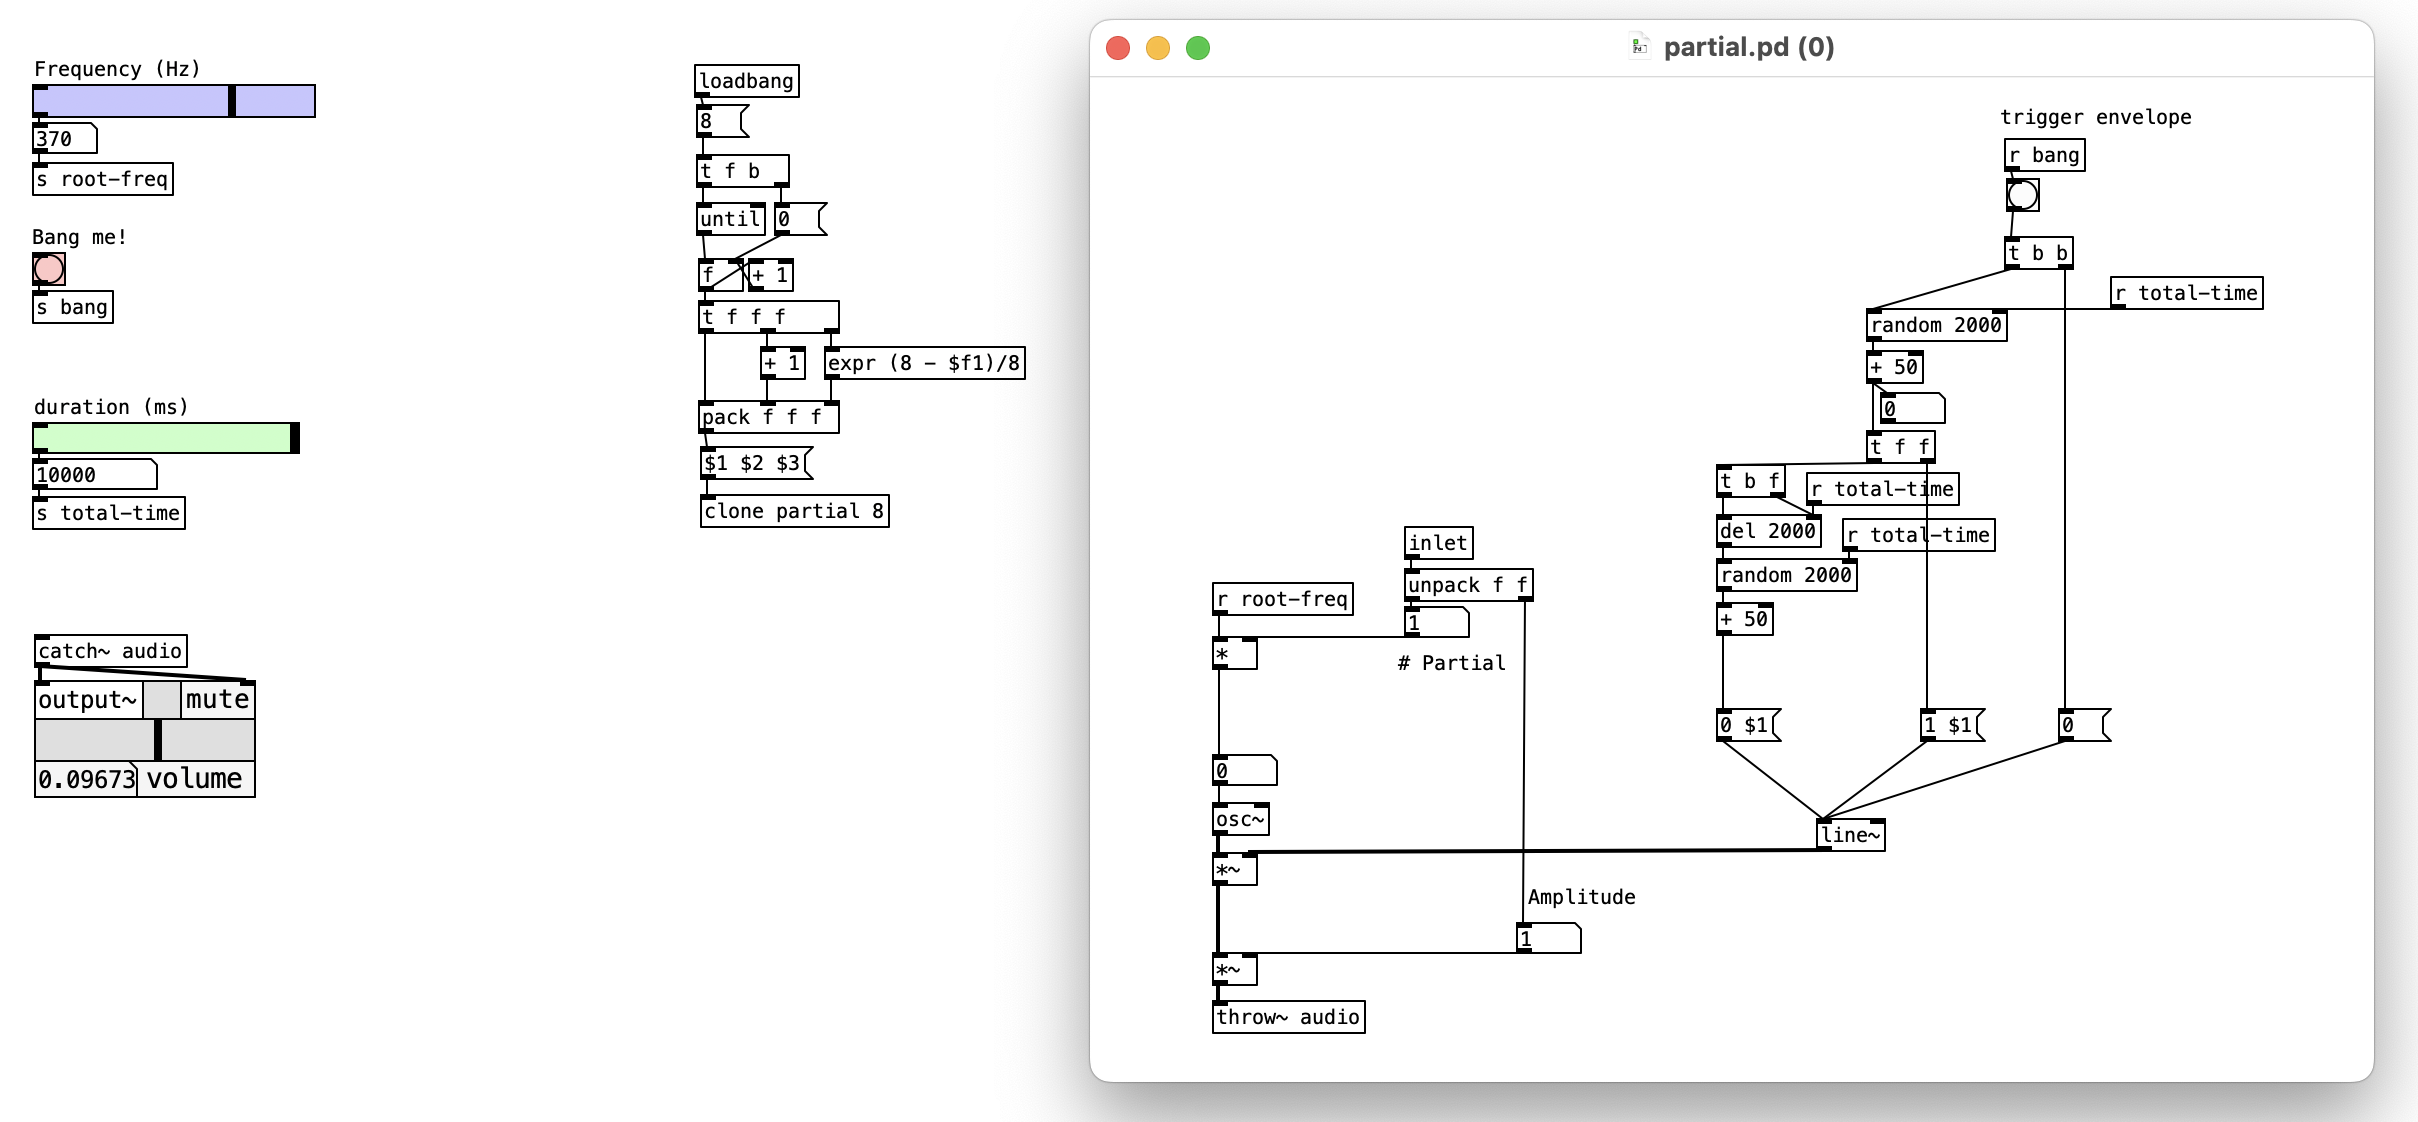 Frequency (Hz)
370
s root-freq
Bang me!
s bang
duration (ms)
10000
s total-time
catch~ audio
output~ mute
0.09673 volume
loadbang
8
t f b
until 0
f + 1
t f f f
+ 1 expr (8 - $f1)/8
pack f f f
$1 $2 $3
clone partial 8
partial.pd (0)
trigger envelope
r bang
t b b
r total-time
random 2000
+ 50
0
t f f
t b f r total-time
del 2000 r total-time
random 2000
+ 50
0 $1 1 $1 0
line~
inlet
unpack f f
1
# Partial
r root-freq
*
0
osc~
*~
Amplitude
1
*~
throw~ audio